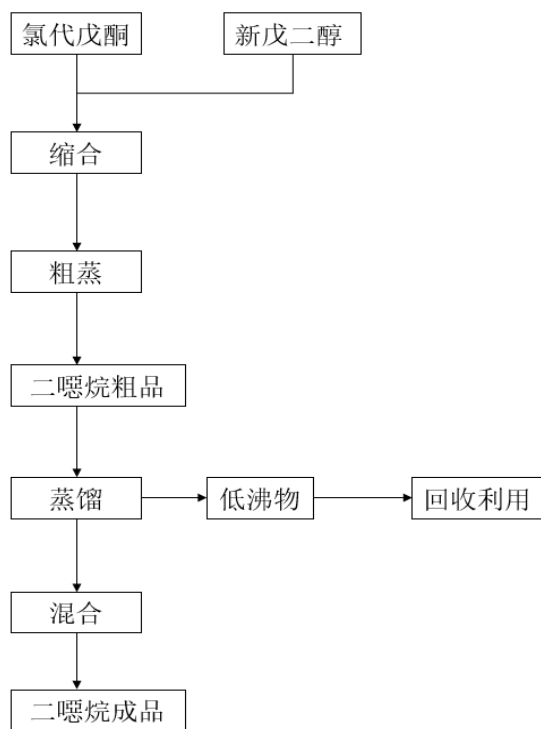 氯代戊酮
新戊二醇
缩合
粗蒸
二噁烷粗品
蒸馏
低沸物
回收利用
混合
二噁烷成品